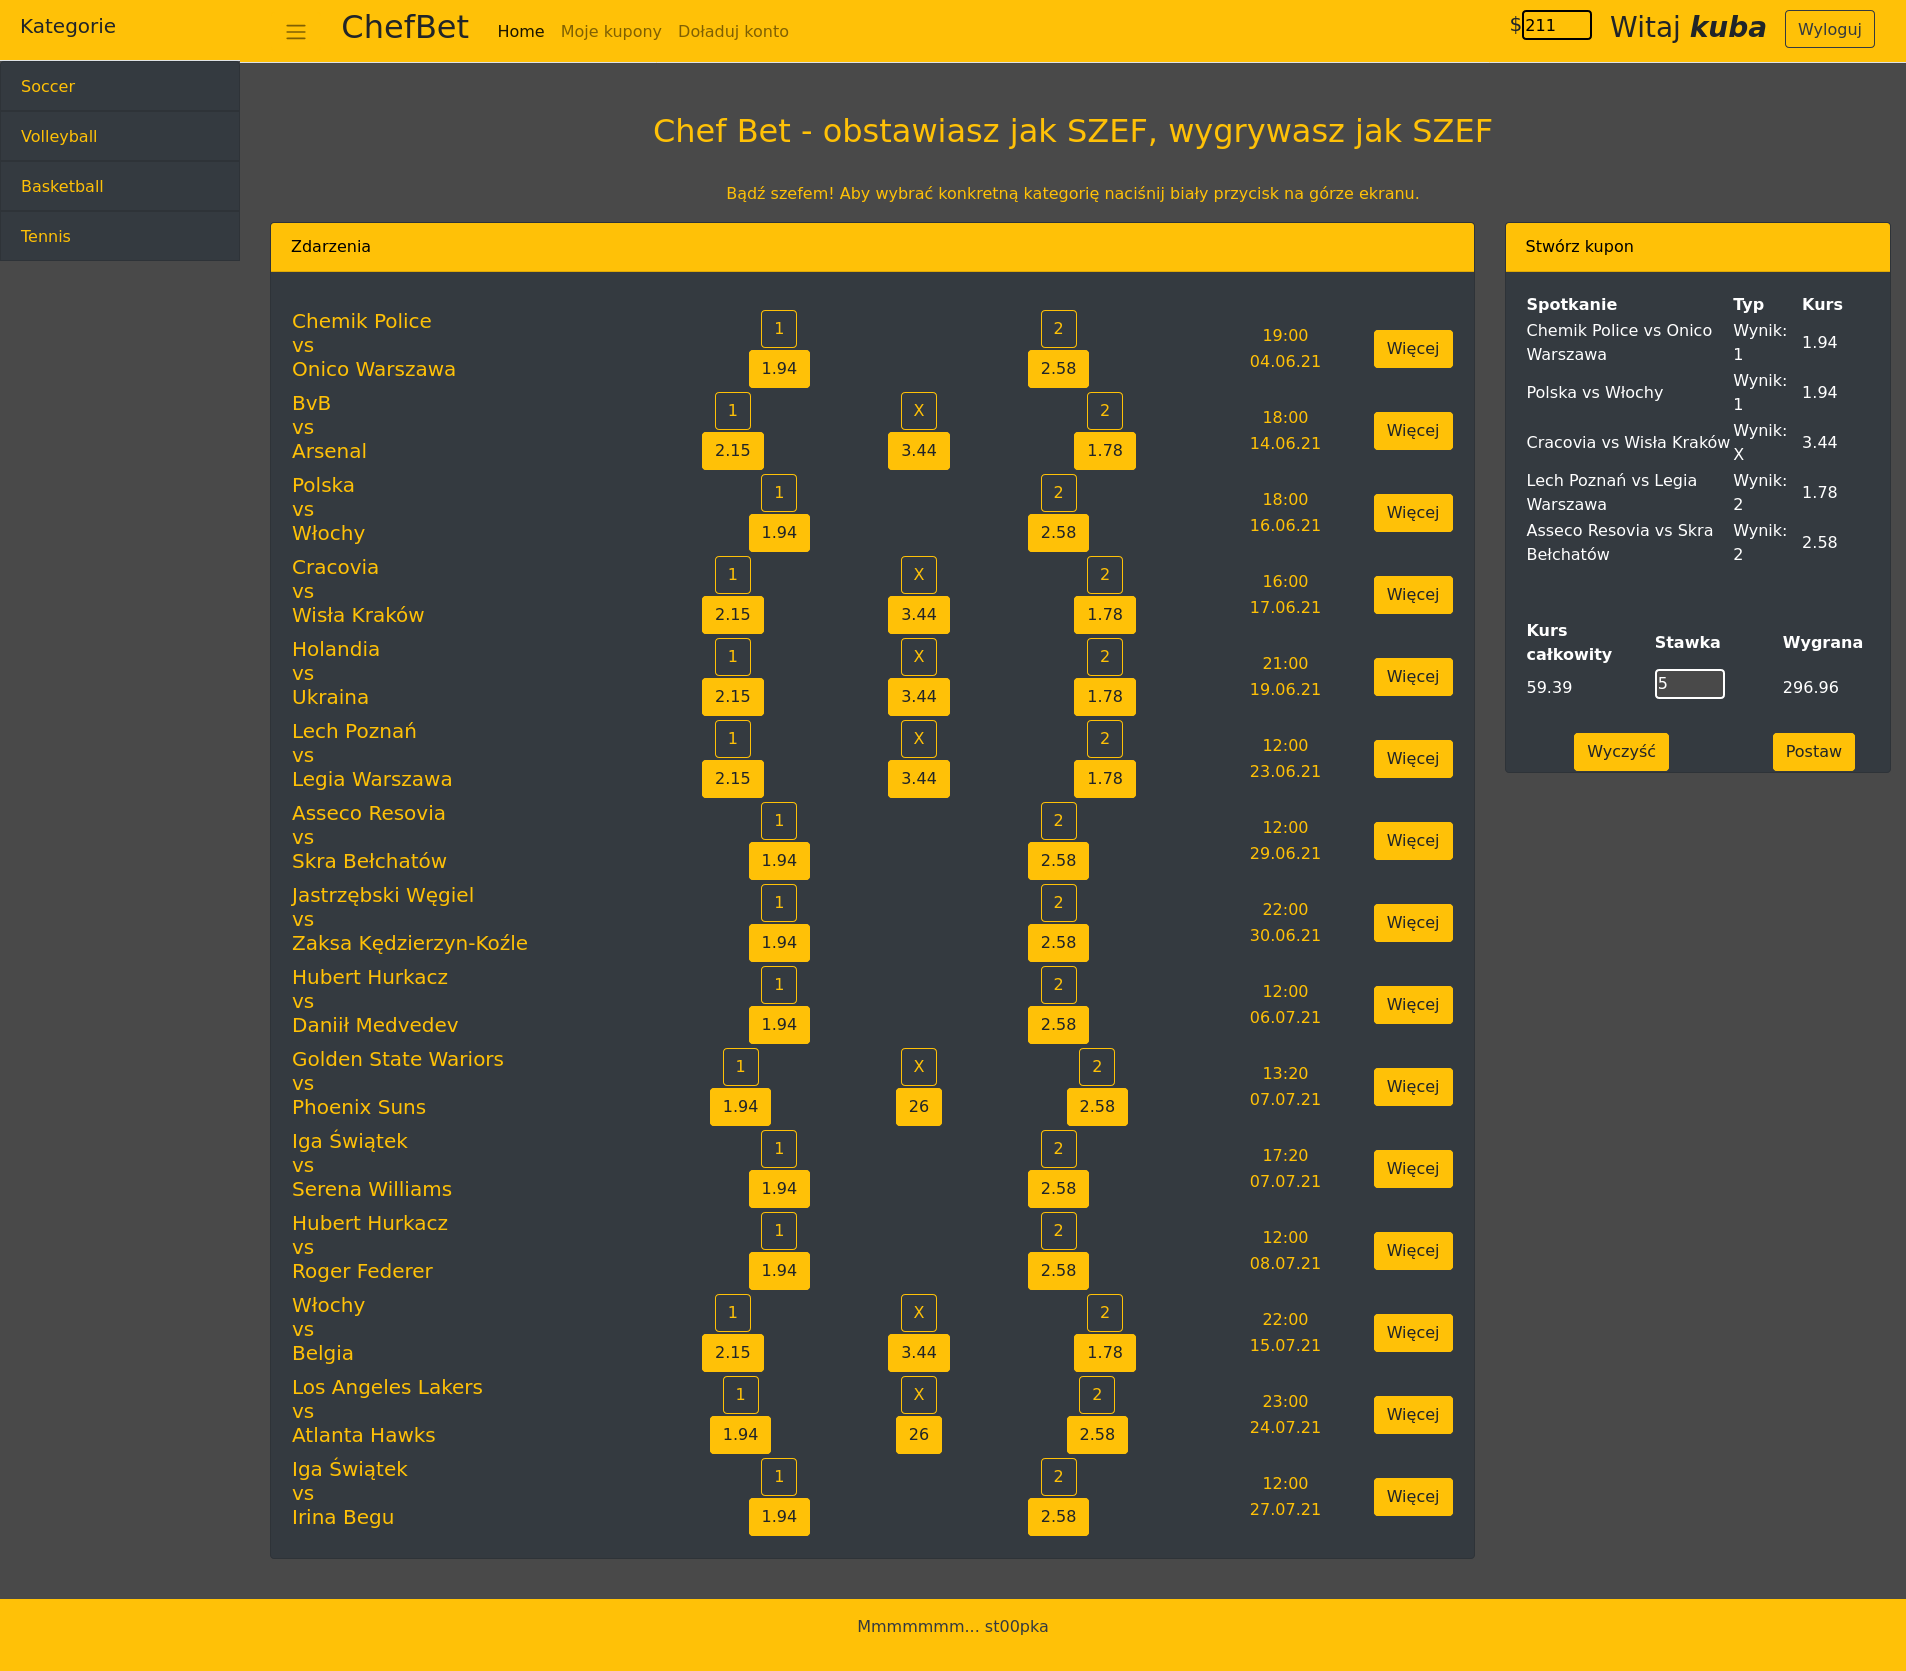 Kategorie
ChefBet
Home Moje kupony Doładuj konto
$211 Witaj kuba Wyloguj
Soccer
Volleyball
Basketball
Tennis
Chef Bet - obstawiasz jak SZEF, wygrywasz jak SZEF
Bądź szefem! Aby wybrać konkretną kategorię naciśnij biały przycisk na górze ekranu.
Zdarzenia
Chemik Police
vs
Onico Warszawa
1 2
1.94 2.58
19:00
04.06.21
Więcej
BvB
vs
Arsenal
1 X 2
2.15 3.44 1.78
18:00
14.06.21
Więcej
Polska
vs
Włochy
1 2
1.94 2.58
18:00
16.06.21
Więcej
Cracovia
vs
Wisła Kraków
1 X 2
2.15 3.44 1.78
16:00
17.06.21
Więcej
Holandia
vs
Ukraina
1 X 2
2.15 3.44 1.78
21:00
19.06.21
Więcej
Lech Poznań
vs
Legia Warszawa
1 X 2
2.15 3.44 1.78
12:00
23.06.21
Więcej
Asseco Resovia
vs
Skra Bełchatów
1 2
1.94 2.58
12:00
29.06.21
Więcej
Jastrzębski Węgiel
vs
Zaksa Kędzierzyn-Koźle
1 2
1.94 2.58
22:00
30.06.21
Więcej
Hubert Hurkacz
vs
Daniił Medvedev
1 2
1.94 2.58
12:00
06.07.21
Więcej
Golden State Wariors
vs
Phoenix Suns
1 X 2
1.94 26 2.58
13:20
07.07.21
Więcej
Iga Świątek
vs
Serena Williams
1 2
1.94 2.58
17:20
07.07.21
Więcej
Hubert Hurkacz
vs
Roger Federer
1 2
1.94 2.58
12:00
08.07.21
Więcej
Włochy
vs
Belgia
1 X 2
2.15 3.44 1.78
22:00
15.07.21
Więcej
Los Angeles Lakers
vs
Atlanta Hawks
1 X 2
1.94 26 2.58
23:00
24.07.21
Więcej
Iga Świątek
vs
Irina Begu
1 2
1.94 2.58
12:00
27.07.21
Więcej
Stwórz kupon
Spotkanie Typ Kurs
Chemik Police vs Onico Warszawa Wynik: 1 1.94
Polska vs Włochy Wynik: 1 1.94
Cracovia vs Wisła Kraków Wynik: X 3.44
Lech Poznań vs Legia Warszawa Wynik: 2 1.78
Asseco Resovia vs Skra Bełchatów Wynik: 2 2.58
Kurs całkowity Stawka Wygrana
59.39 5 296.96
Wyczyść Postaw
Mmmmmmm... st00pka